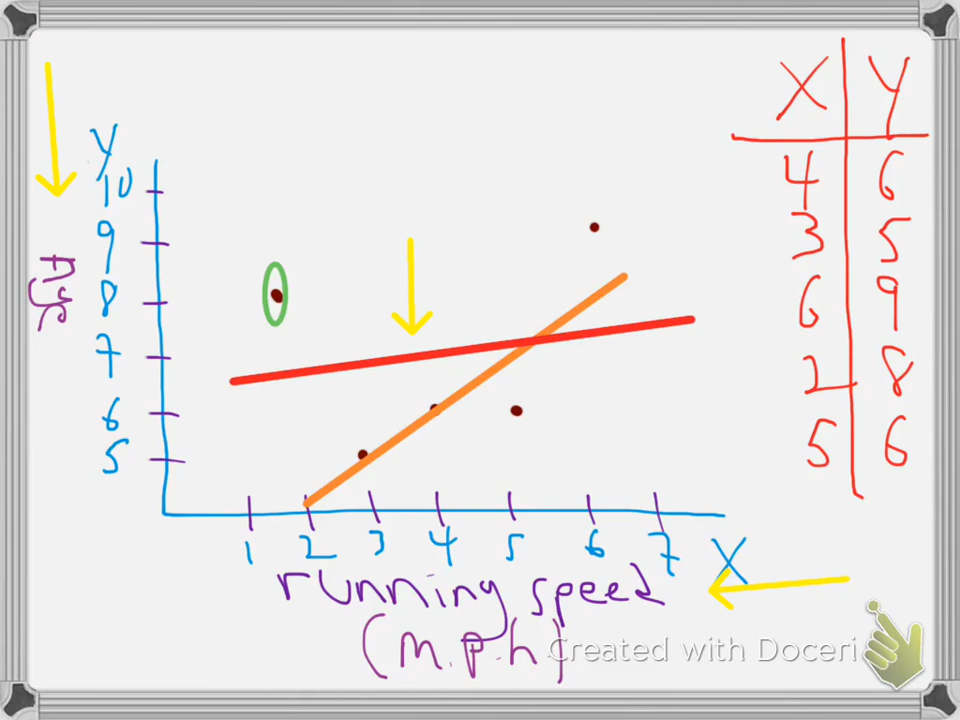 y
10
9
8
7
6
5
Age
1 2 3 4 5 6 7 X
running speed
(m.p.h)
X Y
4 6
3 5
6 9
2 8
5 6
Created with Doceri